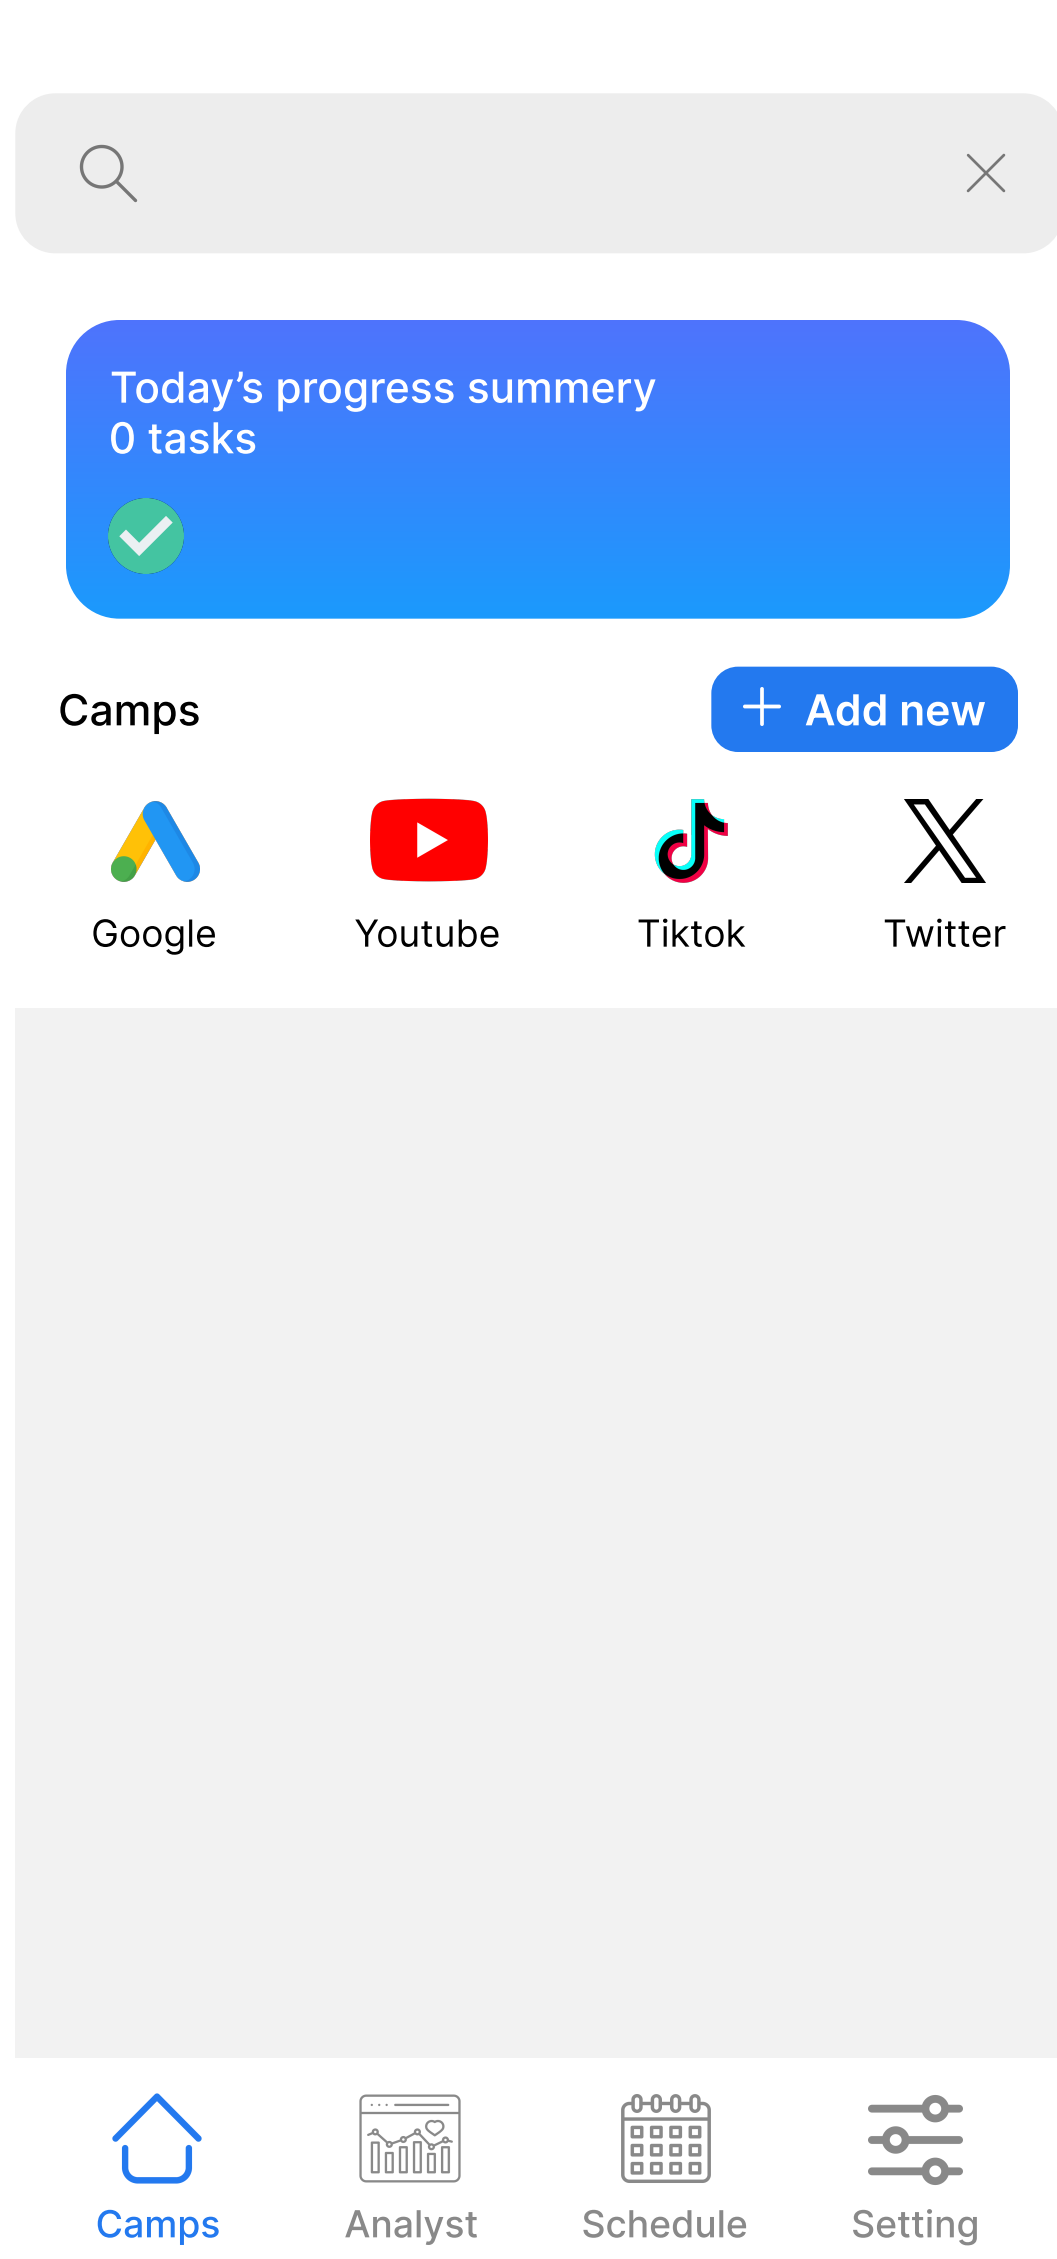 Today’s progress summery
0 tasks
Camps
Add new
Google
Youtube
Tiktok
Twitter
Camps
Analyst
Schedule
Setting